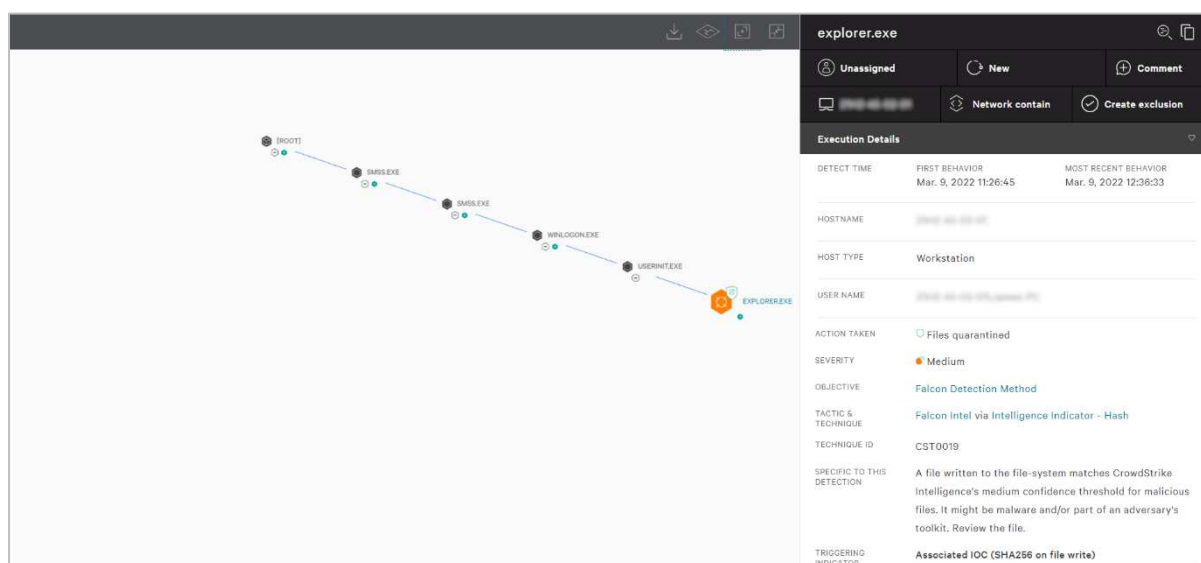 explorer.exe
Unassigned
New
Comment
Network contain
Create exclusion
Execution Details
[ROOT]
SMSS.EXE
SMSS.EXE
WINLOGON.EXE
USERINIT.EXE
EXPLORER.EXE
DETECT TIME
FIRST BEHAVIOR
Mar. 9, 2022 11:26:45
MOST RECENT BEHAVIOR
Mar. 9, 2022 12:36:33
HOSTNAME
HOST TYPE
Workstation
USER NAME
ACTION TAKEN
Files quarantined
SEVERITY
Medium
OBJECTIVE
Falcon Detection Method
TACTIC &
TECHNIQUE
Falcon Intel via Intelligence Indicator - Hash
TECHNIQUE ID
CST0019
SPECIFIC TO THIS
DETECTION
A file written to the file-system matches CrowdStrike
Intelligence's medium confidence threshold for malicious
files. It might be malware and/or part of an adversary's
toolkit. Review the file.
TRIGGERING
INDICATOR
Associated IOC (SHA256 on file write)